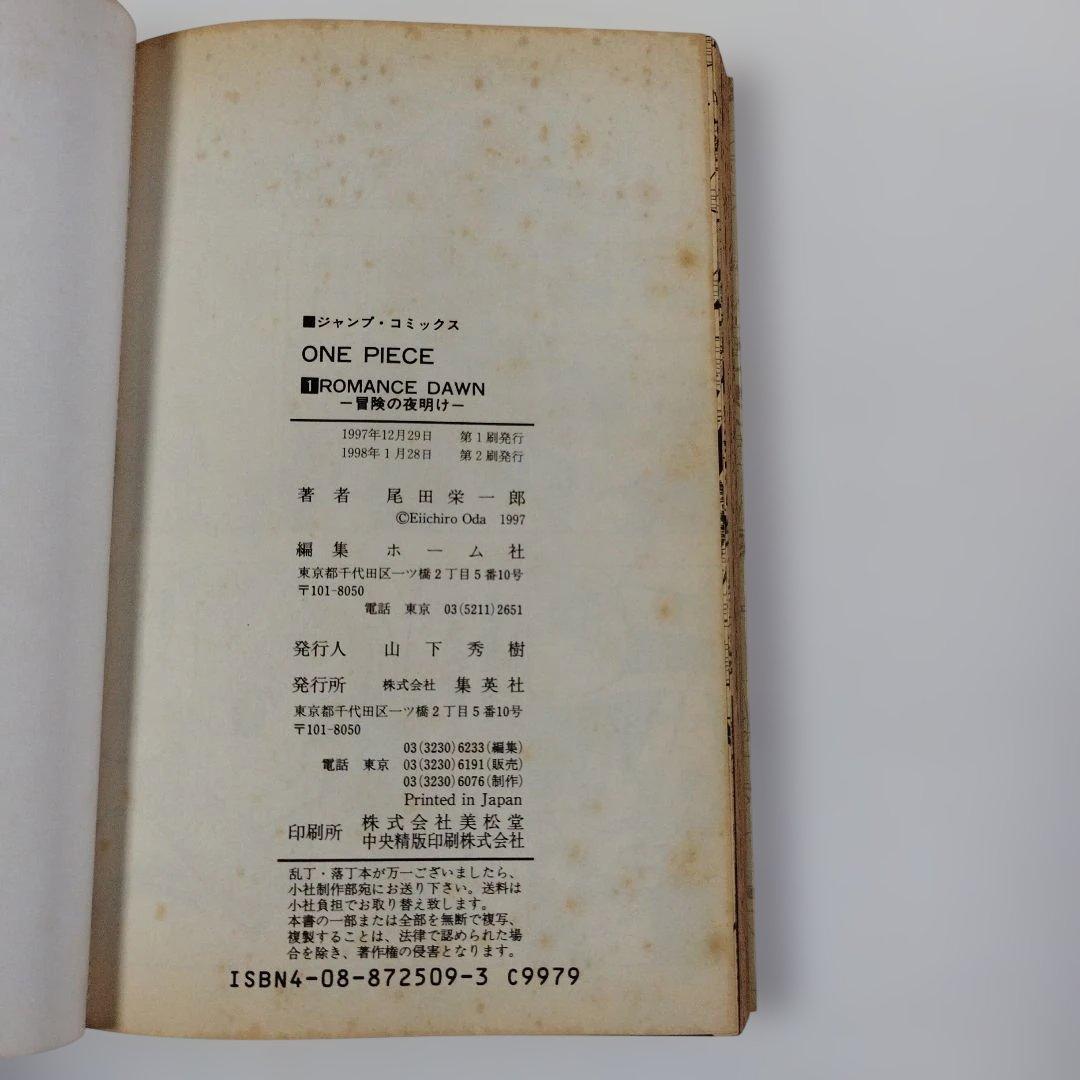 ■ジャンプ・コミックス
ONE PIECE
1 ROMANCE DAWN
―冒険の夜明け―
1997年12月29日　第1刷発行
1998年1月28日　第2刷発行
著者　尾田栄一郎
©Eiichiro Oda 1997
編集　ホーム社
東京都千代田区一ツ橋2丁目5番10号
〒101-8050
電話　東京　03(5211)2651
発行人　山下秀樹
発行所　株式会社　集英社
東京都千代田区一ツ橋2丁目5番10号
〒101-8050
03(3230)6233(編集)
電話　東京　03(3230)6191(販売)
03(3230)6076(制作)
Printed in Japan
印刷所　株式会社美松堂
中央精版印刷株式会社
乱丁・落丁本が万一ございましたら、
小社制作部宛にお送り下さい。送料は
小社負担でお取り替え致します。
本書の一部または全部を無断で複写、
複製することは、法律で認められた場
合を除き、著作権の侵害となります。
ISBN4-08-872509-3 C9979